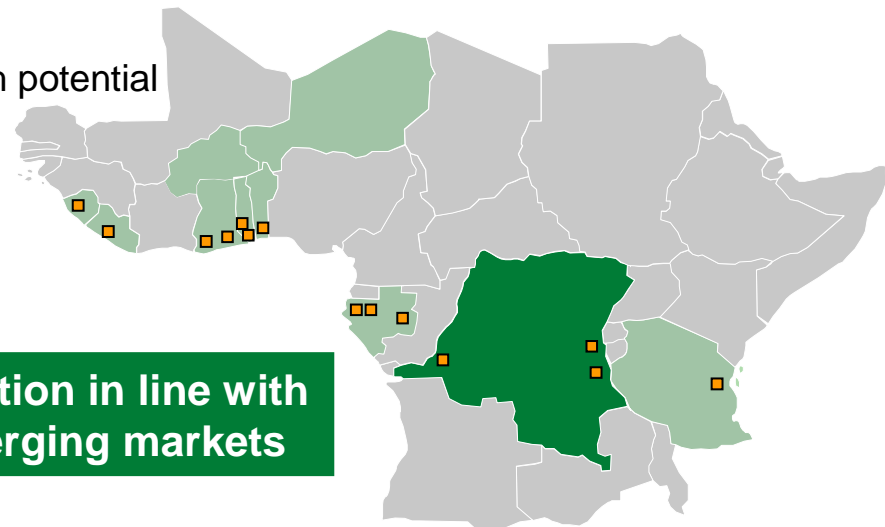 potential
tion in line with
erging markets